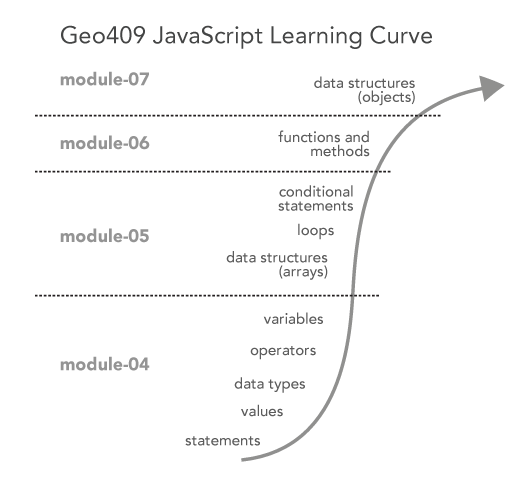 Geo409 JavaScript Learning Curve
module-07
data structures
(objects)
module-06
functions and
methods
conditional
statements
loops
module-05
data structures
(arrays)
variables
operators
module-04
data types
values
statements